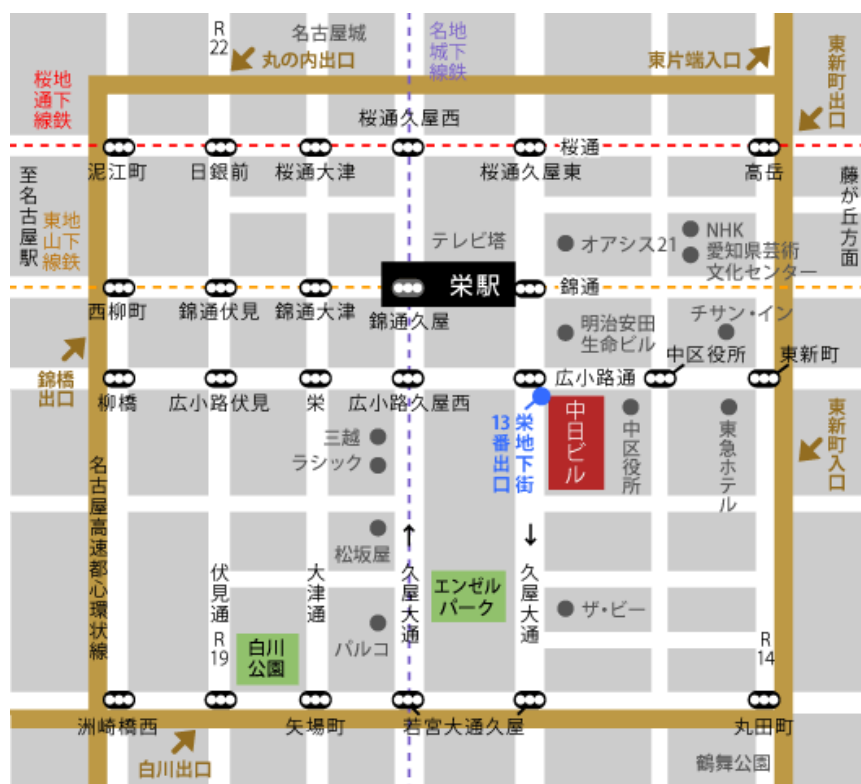 R
22
名古屋城
丸の内出口
地下鉄
名城線
東片端入口
東新町出口
地下鉄
桜通線
桜通久屋西
桜通
泥江町
日銀前
桜通大津
桜通久屋東
高岳
至名古屋駅
地下鉄
東山線
テレビ塔
オアシス21
NHK
愛知県芸術
文化センター
藤が丘方面
栄駅
錦通
西柳町
錦通伏見
錦通大津
錦通久屋
明治安田
生命ビル
チサン・イン
中区役所
東新町
錦橋
出口
柳橋
広小路伏見
栄
広小路久屋西
広小路通
三越
ラシック
栄地下街
13番出口
中日ビル
中区役所
東急ホテル
東新町入口
名古屋高速都心環状線
松坂屋
伏見通
R
19
大津通
久屋大通
エンゼル
パーク
久屋大通
ザ・ビー
白川
公園
パルコ
R
14
洲崎橋西
矢場町
若宮大通久屋
丸田町
白川出口
鶴舞公園